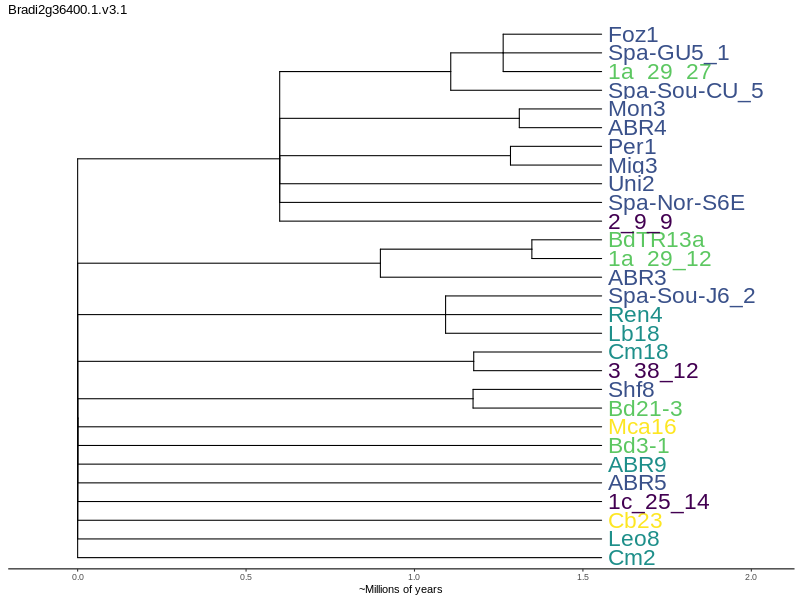 Bradi2g36400.1.v3.1
Foz1
Spa-GU5_1
1a_29_27
Spa-Sou-CU_5
Mon3
ABR4
Per1
Mig3
Uni2
Spa-Nor-S6E
2_9_9
BdTR13a
1a_29_12
ABR3
Spa-Sou-J6_2
Ren4
Lb18
Cm18
3_38_12
Shf8
Bd21-3
Mca16
Bd3-1
ABR9
ABR5
1c_25_14
Cb23
Leo8
Cm2
0.0 0.5 1.0 1.5 2.0
~Millions of years